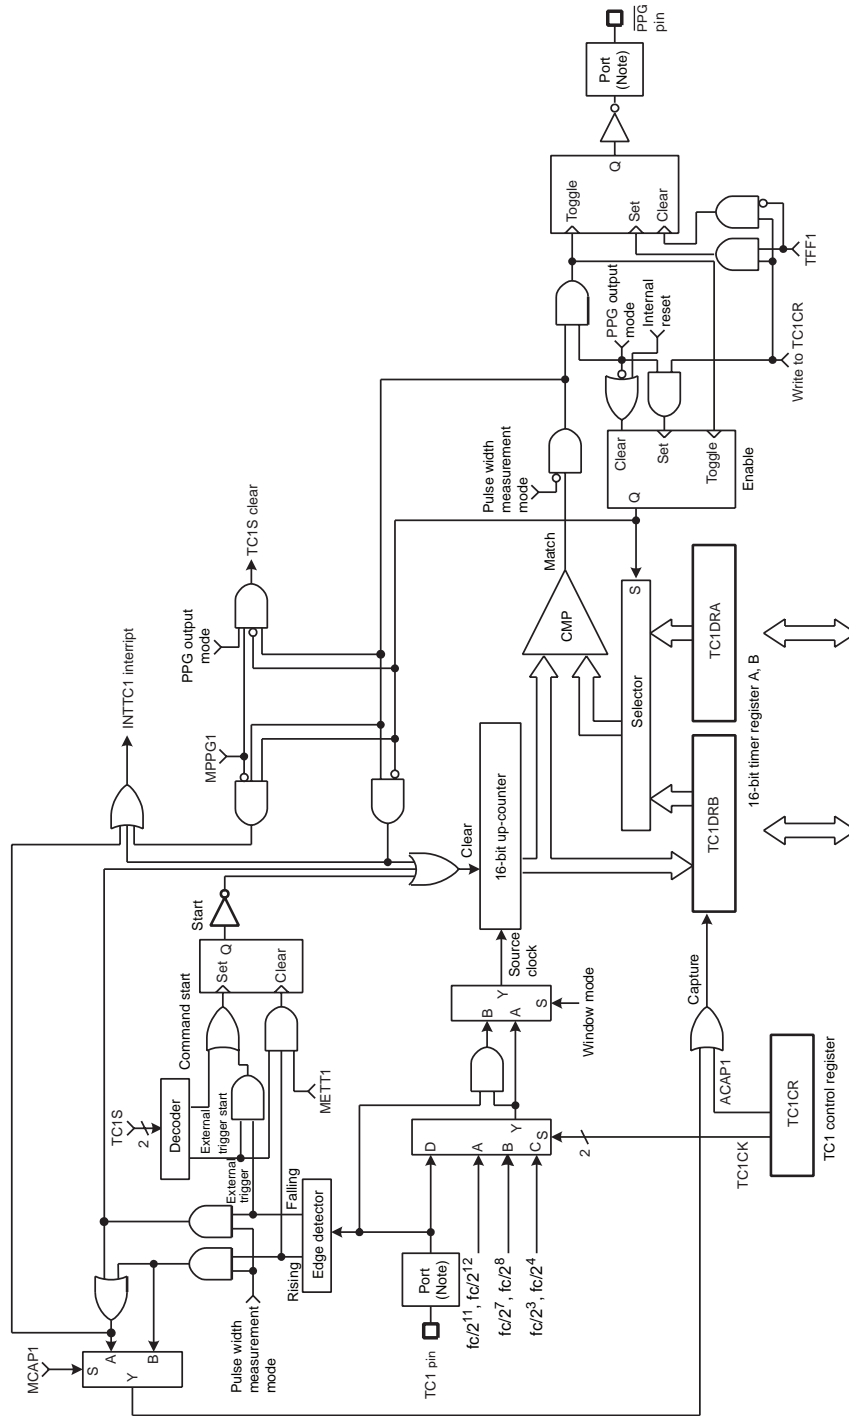 MCAP1
S
A
B
Y
Pulse width
measurement
mode
TC1S
2
Decoder
Command start
External
trigger start
External
trigger
Rising
Falling
Edge detector
METT1
Set Q
Clear
Start
TC1 pin
Port
(Note)
fc/2^11, fc/2^12
fc/2^7, fc/2^8
fc/2^3, fc/2^4
D
A
B
C
S
Y
2
TC1CK
B
A
Y
S
Window mode
Source
clock
Clear
16-bit up-counter
INTTC1 interript
MPPG1
PPG output
mode
TC1S clear
CMP
Match
Pulse width
measurement
mode
Selector
S
TC1DRB
TC1DRA
16-bit timer register A, B
Capture
ACAP1
TC1CR
TC1 control register
Q
Clear
Set
Toggle
Enable
PPG output
mode
Internal
reset
Write to TC1CR
TFF1
Toggle
Set
Clear
Q
Port
(Note)
PPG
pin